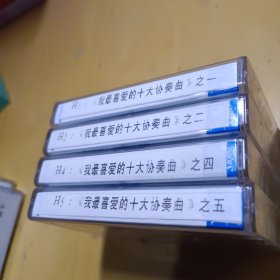 H1：《我最喜爱的十大协奏曲》之一
H2：《我最喜爱的十大协奏曲》之二
H4：《我最喜爱的十大协奏曲》之四
H5：《我最喜爱的十大协奏曲》之五